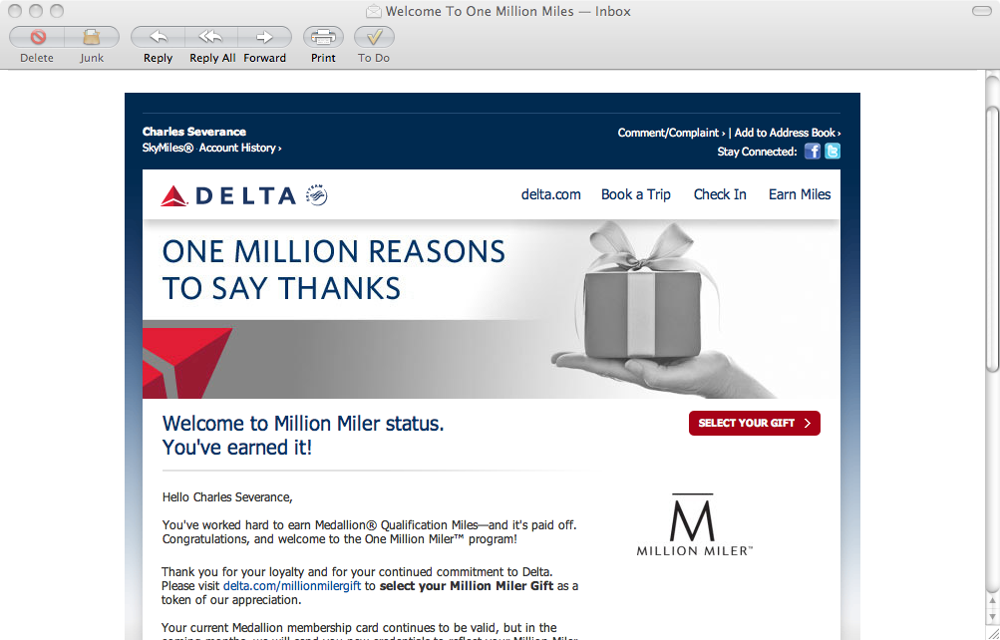 Welcome To One Million Miles — Inbox
Delete
Junk
Reply
Reply All
Forward
Print
To Do
Charles Severance
SkyMiles® Account History ›
Comment/Complaint › | Add to Address Book ›
Stay Connected:
DELTA
delta.com
Book a Trip
Check In
Earn Miles
ONE MILLION REASONS
TO SAY THANKS
Welcome to Million Miler status.
You've earned it!
SELECT YOUR GIFT
Hello Charles Severance,
You've worked hard to earn Medallion® Qualification Miles—and it's paid off.
Congratulations, and welcome to the One Million Miler™ program!
Thank you for your loyalty and for your continued commitment to Delta.
Please visit delta.com/millionmilergift to select your Million Miler Gift as a
token of our appreciation.
Your current Medallion membership card continues to be valid, but in the
M
MILLION MILER™